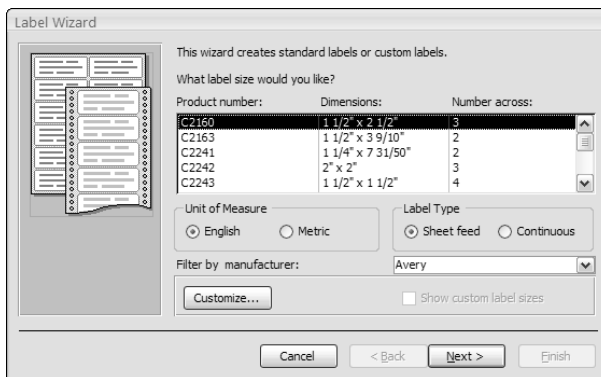 Label Wizard
This wizard creates standard labels or custom labels.
What label size would you like?
Product number: Dimensions: Number across:
C2160 1 1/2" x 2 1/2" 3
C2163 1 1/2" x 3 9/10" 2
C2241 1 1/4" x 7 31/50" 2
C2242 2" x 2" 3
C2243 1 1/2" x 1 1/2" 4
Unit of Measure Label Type
English Metric Sheet feed Continuous
Filter by manufacturer: Avery
Customize... Show custom label sizes
Cancel < Back Next > Finish